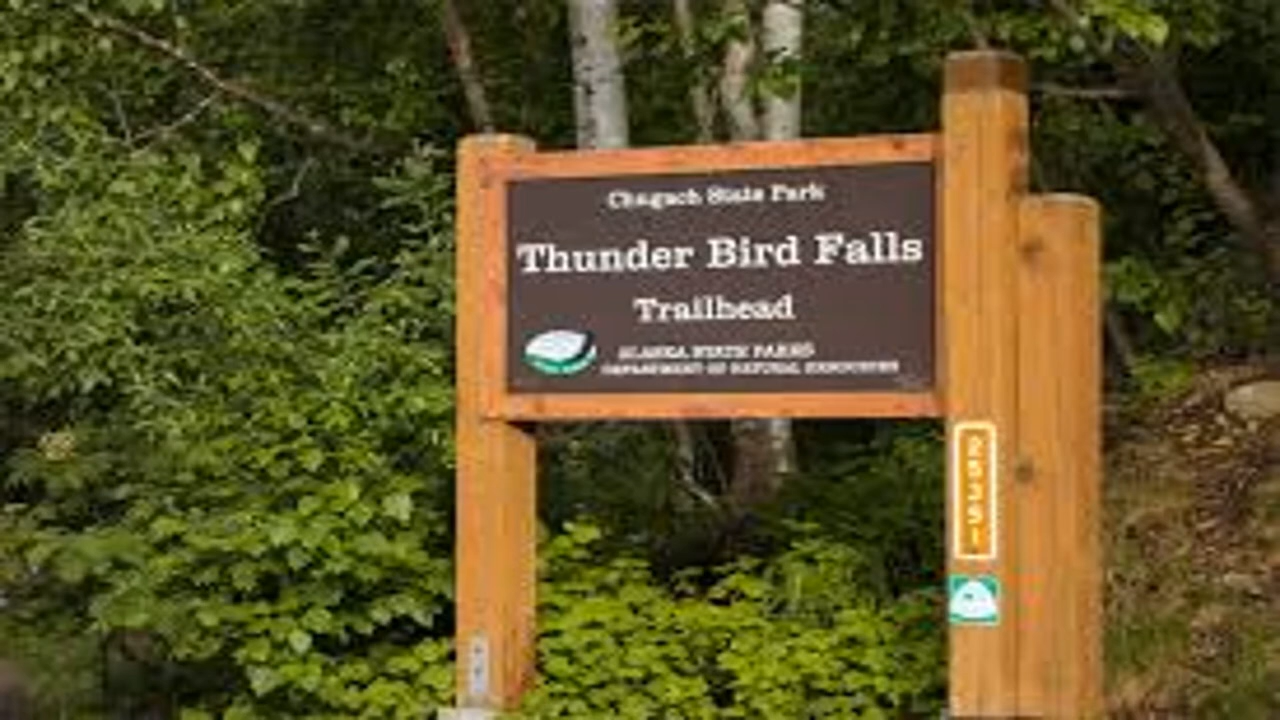 Chugach State Park
Thunder Bird Falls
Trailhead
ALASKA STATE PARKS
DEPARTMENT OF NATURAL RESOURCES